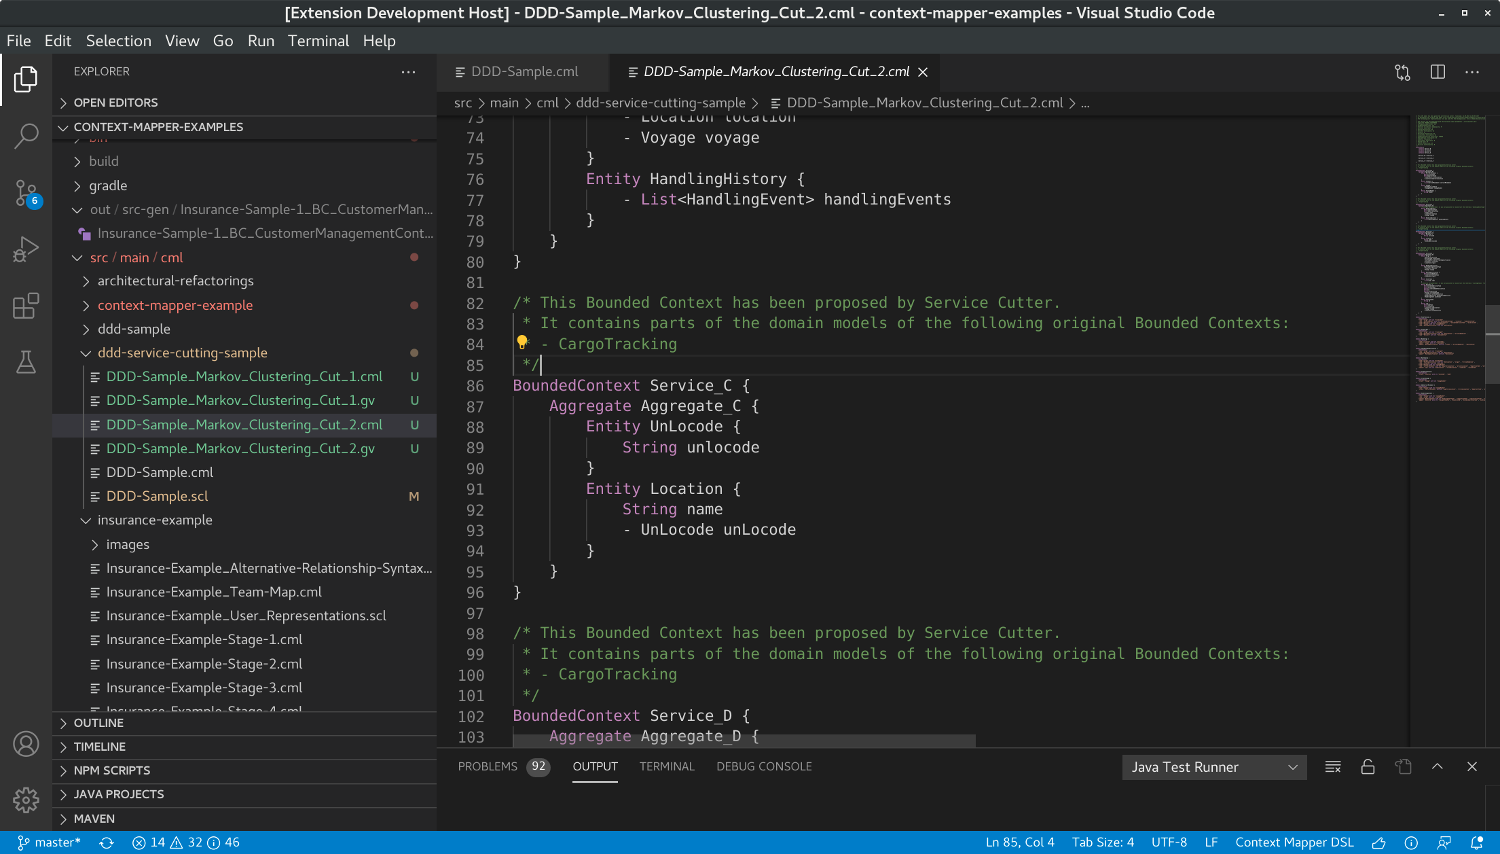 [Extension Development Host] - DDD-Sample_Markov_Clustering_Cut_2.cml - context-mapper-examples - Visual Studio Code
File Edit Selection View Go Run Terminal Help
EXPLORER
OPEN EDITORS
CONTEXT-MAPPER-EXAMPLES
bin
build
gradle
out / src-gen / Insurance-Sample-1_BC_CustomerMan...
Insurance-Sample-1_BC_CustomerManagementCont...
src / main / cml
architectural-refactorings
context-mapper-example
ddd-sample
ddd-service-cutting-sample
DDD-Sample_Markov_Clustering_Cut_1.cml U
DDD-Sample_Markov_Clustering_Cut_1.gv U
DDD-Sample_Markov_Clustering_Cut_2.cml U
DDD-Sample_Markov_Clustering_Cut_2.gv U
DDD-Sample.cml
DDD-Sample.scl M
insurance-example
images
Insurance-Example_Alternative-Relationship-Syntax...
Insurance-Example_Team-Map.cml
Insurance-Example_User_Representations.scl
Insurance-Example-Stage-1.cml
Insurance-Example-Stage-2.cml
Insurance-Example-Stage-3.cml
Insurance-Example-Stage-4.cml
OUTLINE
TIMELINE
NPM SCRIPTS
JAVA PROJECTS
MAVEN
6
DDD-Sample.cml DDD-Sample_Markov_Clustering_Cut_2.cml
src > main > cml > ddd-service-cutting-sample > DDD-Sample_Markov_Clustering_Cut_2.cml > ...
73 - Location location
74 - Voyage voyage
75 }
76 Entity HandlingHistory {
77 - List<HandlingEvent> handlingEvents
78 }
79 }
80 }
81
82 /* This Bounded Context has been proposed by Service Cutter.
83 * It contains parts of the domain models of the following original Bounded Contexts:
84 * - CargoTracking
85 */
86 BoundedContext Service_C {
87 Aggregate Aggregate_C {
88 Entity UnLocode {
89 String unlocode
90 }
91 Entity Location {
92 String name
93 - UnLocode unLocode
94 }
95 }
96 }
97
98 /* This Bounded Context has been proposed by Service Cutter.
99 * It contains parts of the domain models of the following original Bounded Contexts:
100 * - CargoTracking
101 */
102 BoundedContext Service_D {
103 Aggregate Aggregate_D {
PROBLEMS 92 OUTPUT TERMINAL DEBUG CONSOLE Java Test Runner
master* 14 32 46 Ln 85, Col 4 Tab Size: 4 UTF-8 LF Context Mapper DSL